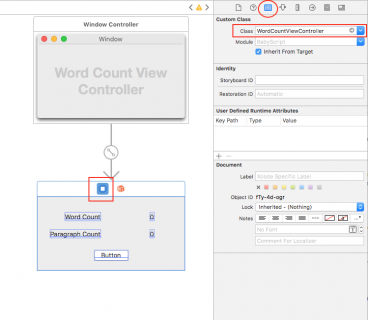 Window Controller
Window
Word Count View
Controller
Word Count
0
Paragraph Count
0
Button
Custom Class
Class WordCountViewController
Module
Inherit From Target
Identity
Storyboard ID
Restoration ID Automatic
User Defined Runtime Attributes
Key Path Type Value
+ −
Document
Label Xcode Specific Label
Object ID fTy-4d-ogr
Lock Inherited - (Nothing)
Notes
No Font
Comment For Localizer